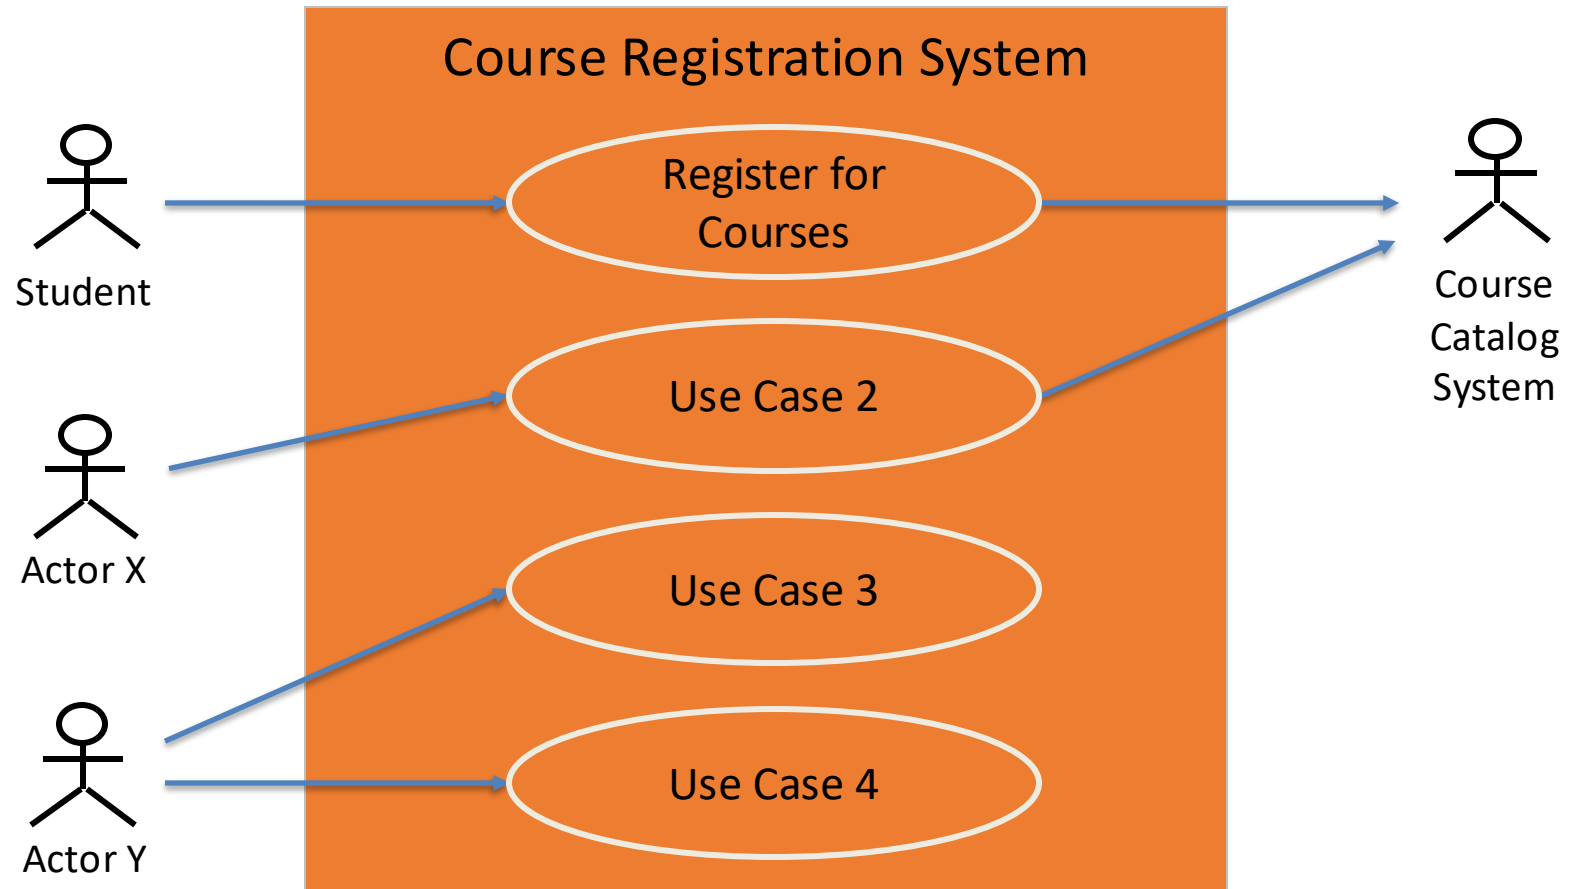 Course Registration System
Register for
Courses
Student
Course
Catalog
System
Use Case 2
Actor X
Use Case 3
Use Case 4
Actor Y